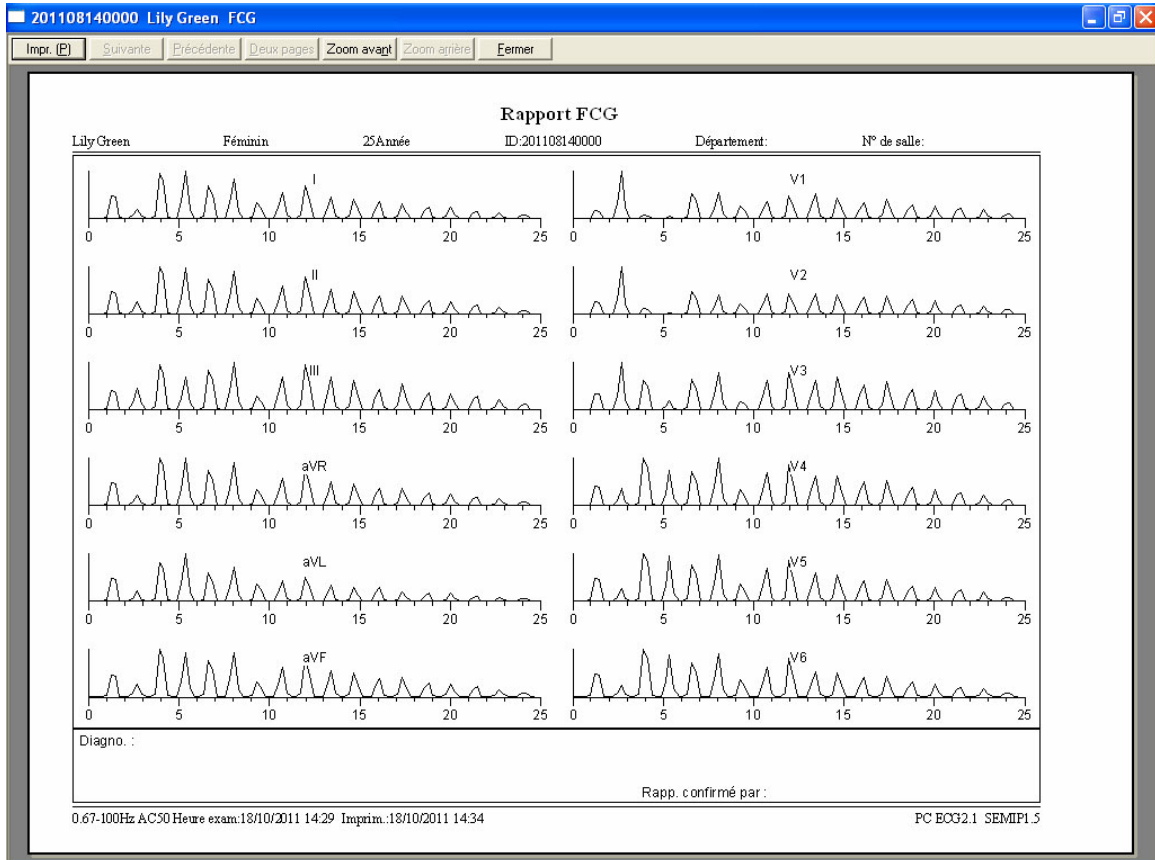 201108140000 Lily Green FCG
Impr. (P) Suivante Précédente Deux pages Zoom avant Zoom arrière Fermer
Rapport FCG
Lily Green Féminin 25Année ID:201108140000 Département: N° de salle:
I
0 5 10 15 20 25
V1
0 5 10 15 20 25
II
0 5 10 15 20 25
V2
0 5 10 15 20 25
III
0 5 10 15 20 25
V3
0 5 10 15 20 25
aVR
0 5 10 15 20 25
V4
0 5 10 15 20 25
aVL
0 5 10 15 20 25
V5
0 5 10 15 20 25
aVF
0 5 10 15 20 25
V6
0 5 10 15 20 25
Diagno. :
Rapp. confirmé par :
0.67-100Hz AC50 Heure exam:18/10/2011 14:29 Imprim.:18/10/2011 14:34 PC ECG2.1 SEMIP1.5